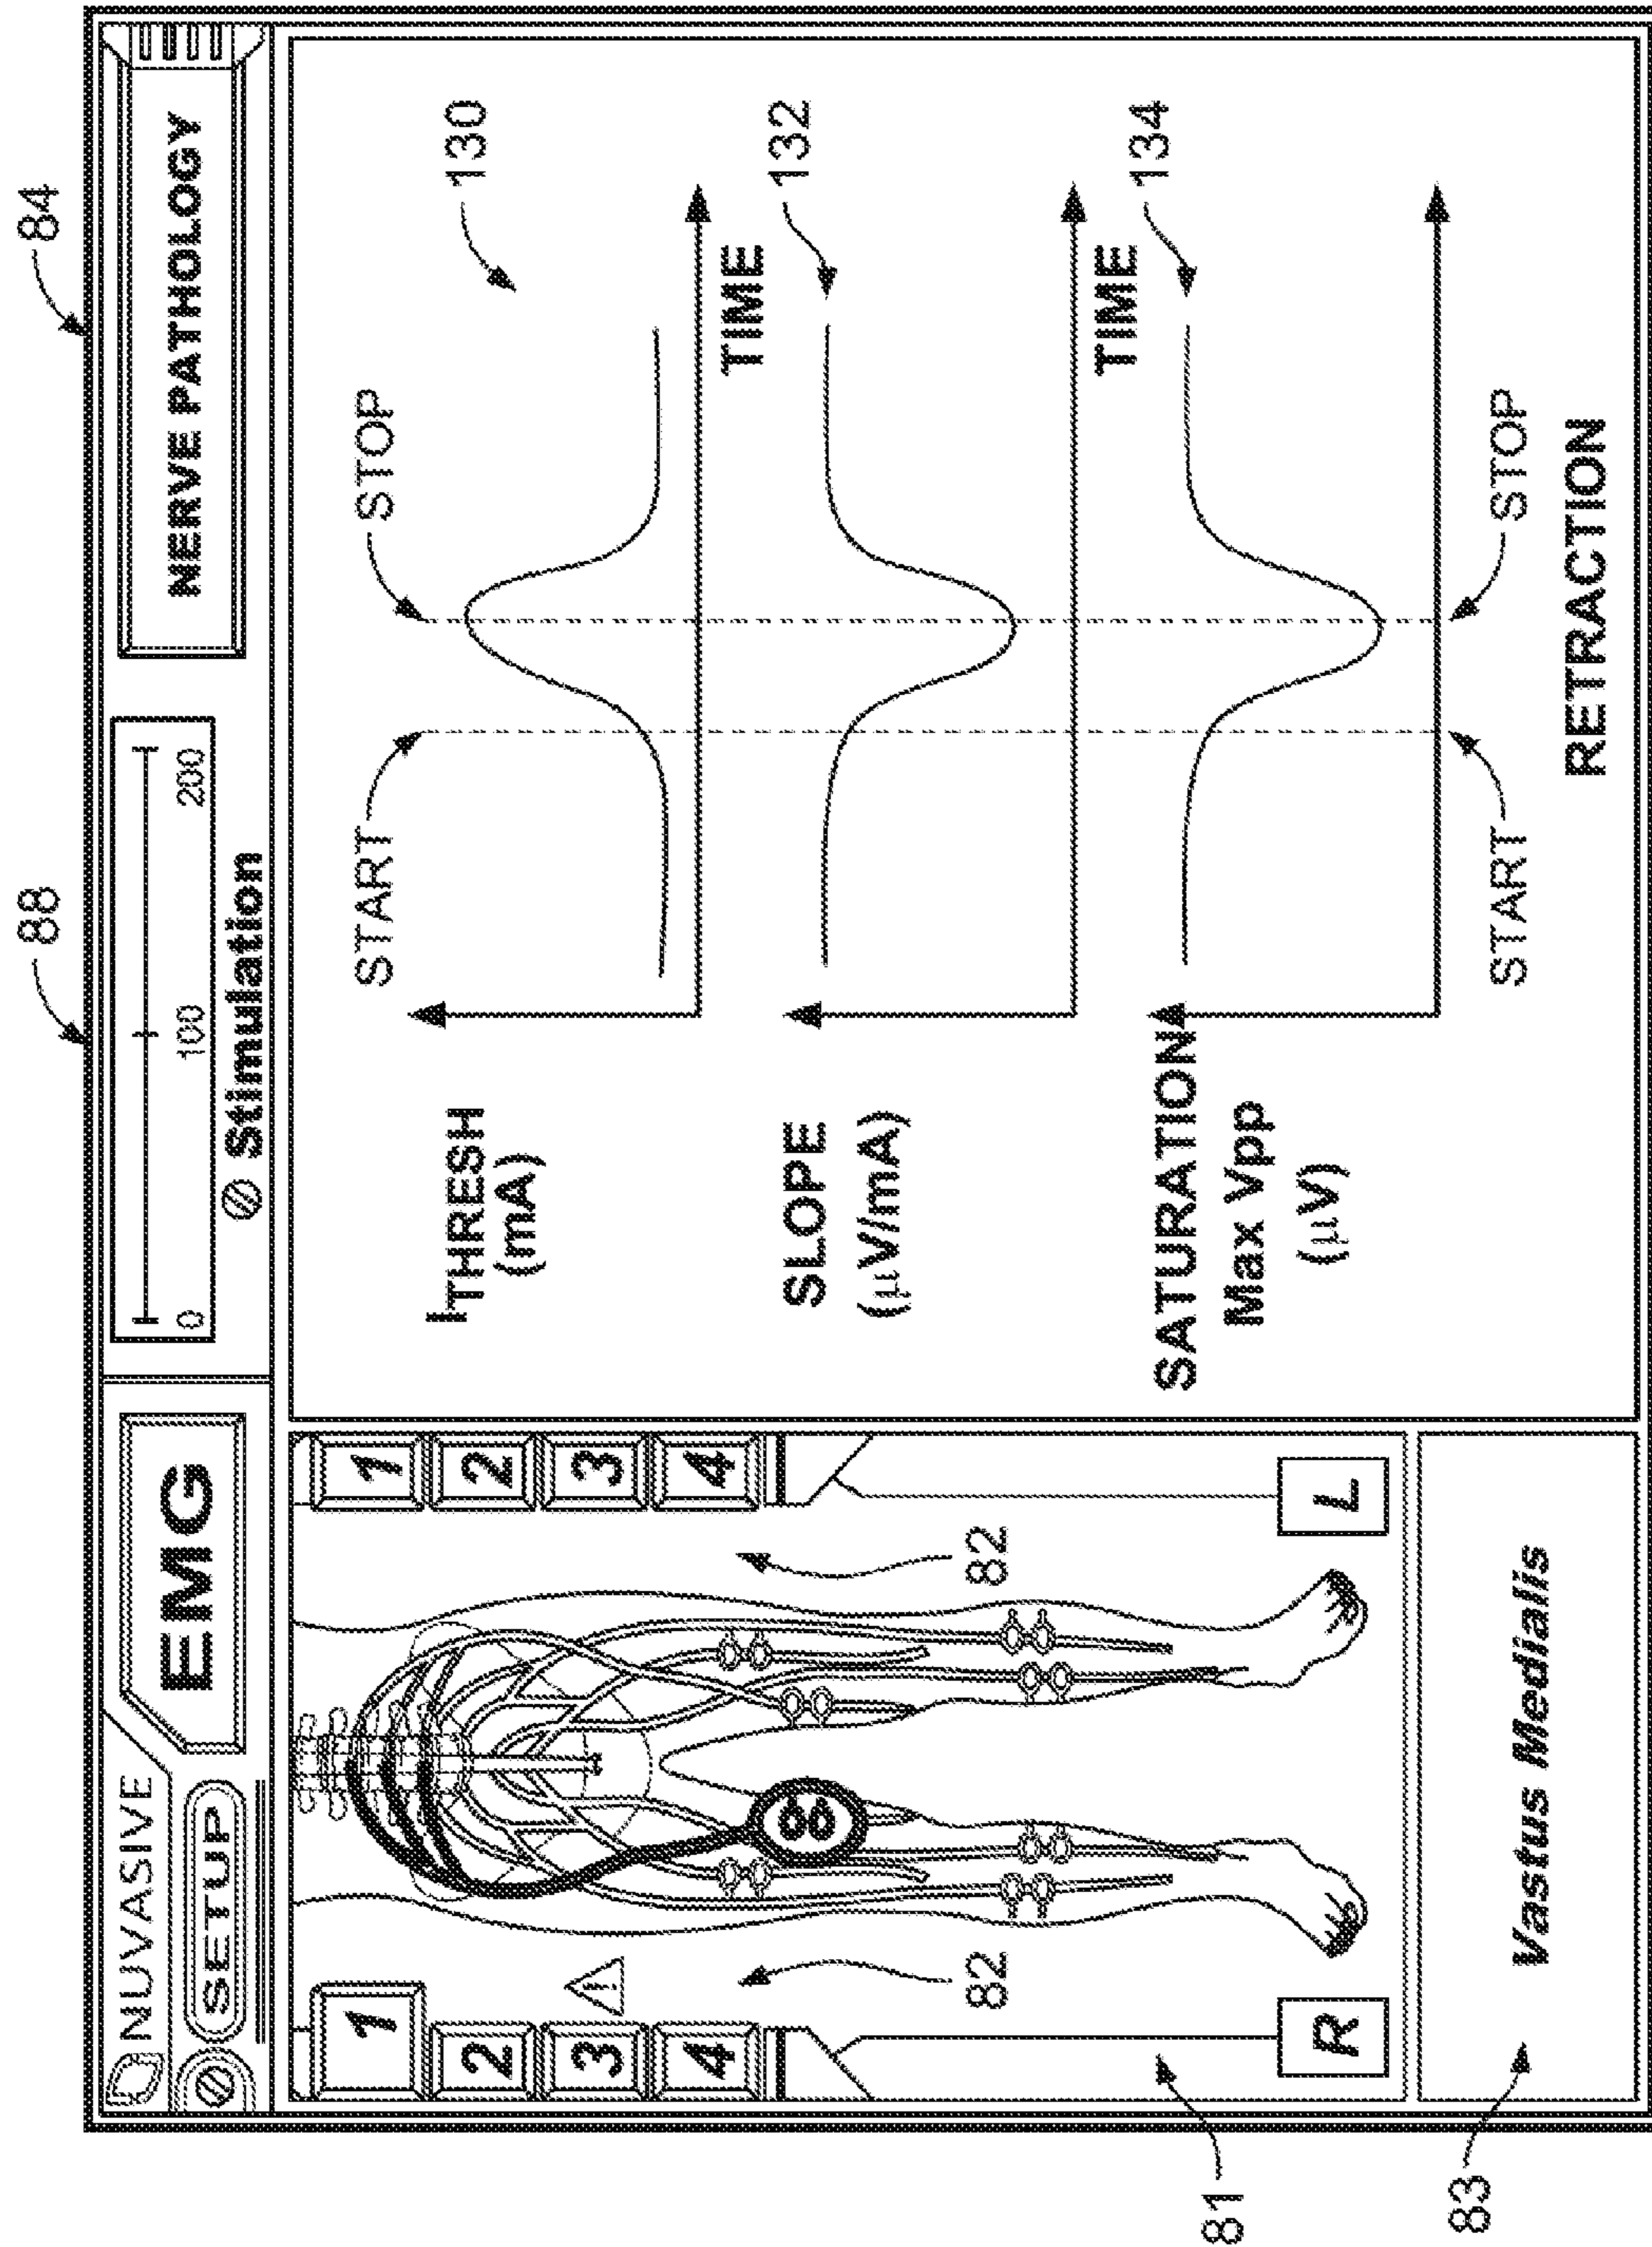 88
84
NUVASIVE
SETUP
EMG
0 100 200
Stimulation
NERVE PATHOLOGY
1
2
3
4
1
2
3
4
82
82
R
L
81
83
Vastus Medialis
START
STOP
130
ITHRESH
(mA)
TIME
132
SLOPE
(μV/mA)
TIME
134
SATURATION
Max Vpp
(μV)
START
STOP
RETRACTION